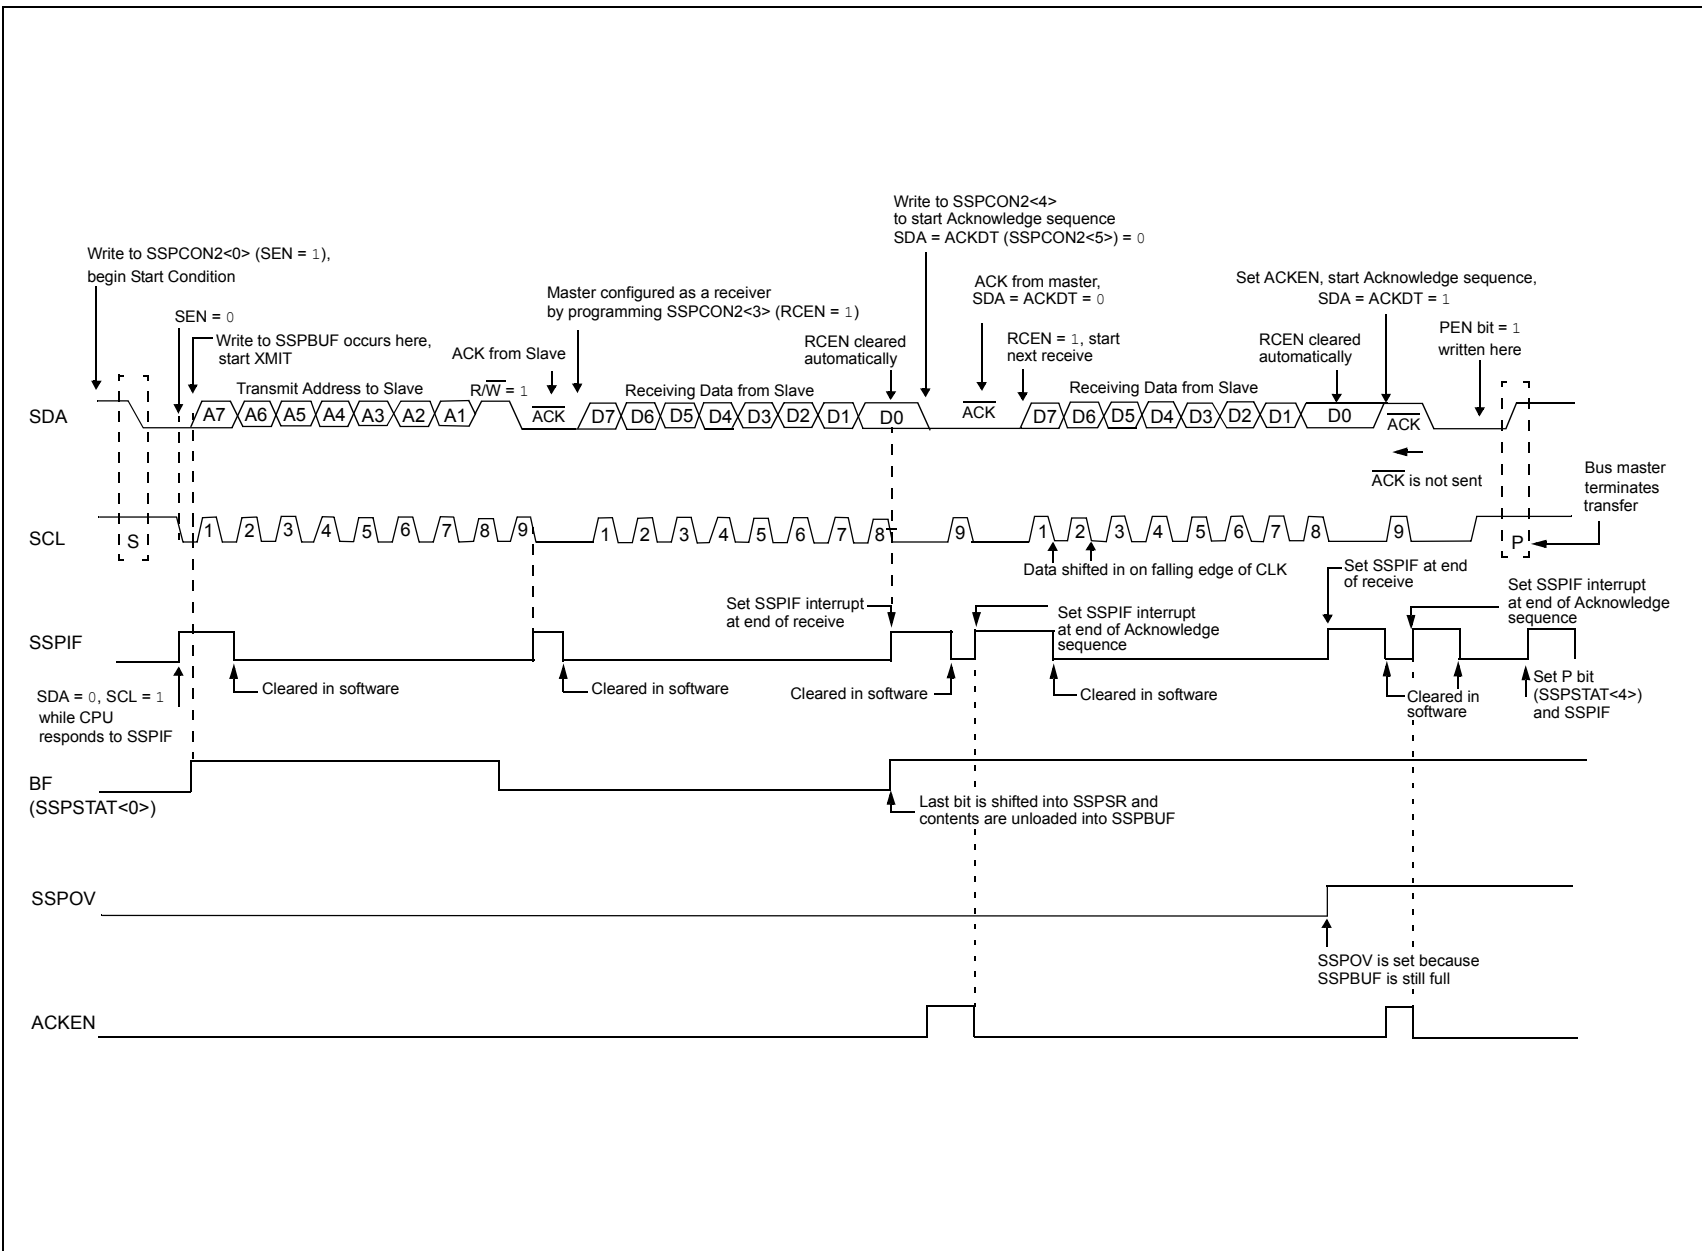 Write to SSPCON2<4>
to start Acknowledge sequence
SDA = ACKDT (SSPCON2<5>) = 0
Write to SSPCON2<0> (SEN = 1),
begin Start Condition
ACK from master,
SDA = ACKDT = 0
Set ACKEN, start Acknowledge sequence,
SDA = ACKDT = 1
Master configured as a receiver
by programming SSPCON2<3> (RCEN = 1)
SEN = 0
PEN bit = 1
written here
Write to SSPBUF occurs here,
start XMIT
RCEN cleared
automatically
RCEN = 1, start
next receive
RCEN cleared
automatically
ACK from Slave
Transmit Address to Slave
R/W = 1
Receiving Data from Slave
Receiving Data from Slave
SDA
A7 A6 A5 A4 A3 A2 A1 ACK D7 D6 D5 D4 D3 D2 D1 D0 ACK D7 D6 D5 D4 D3 D2 D1 D0 ACK
ACK is not sent
Bus master
terminates
transfer
SCL
S 1 2 3 4 5 6 7 8 9 1 2 3 4 5 6 7 8 9 1 2 3 4 5 6 7 8 9 P
Data shifted in on falling edge of CLK
Set SSPIF at end
of receive
Set SSPIF interrupt
at end of receive
Set SSPIF interrupt
at end of Acknowledge
sequence
Set SSPIF interrupt
at end of Acknowledge
sequence
SSPIF
SDA = 0, SCL = 1
while CPU
responds to SSPIF
Cleared in software
Cleared in software
Cleared in software
Cleared in software
Cleared in
software
Set P bit
(SSPSTAT<4>)
and SSPIF
BF
(SSPSTAT<0>)
Last bit is shifted into SSPSR and
contents are unloaded into SSPBUF
SSPOV
SSPOV is set because
SSPBUF is still full
ACKEN